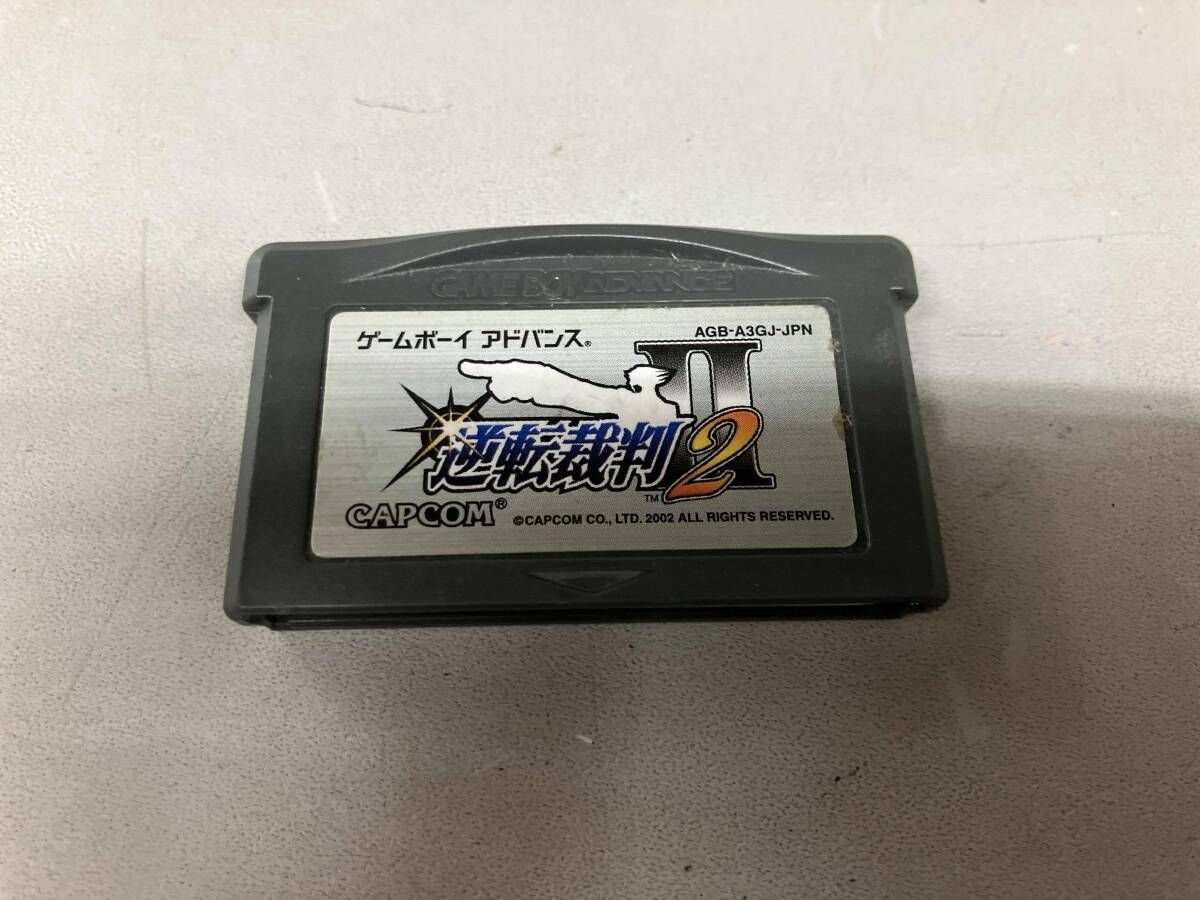 GAME BOY ADVANCE
ゲームボーイ アドバンス®
AGB-A3GJ-JPN
II
逆転裁判2
TM
CAPCOM®
©CAPCOM CO., LTD. 2002 ALL RIGHTS RESERVED.